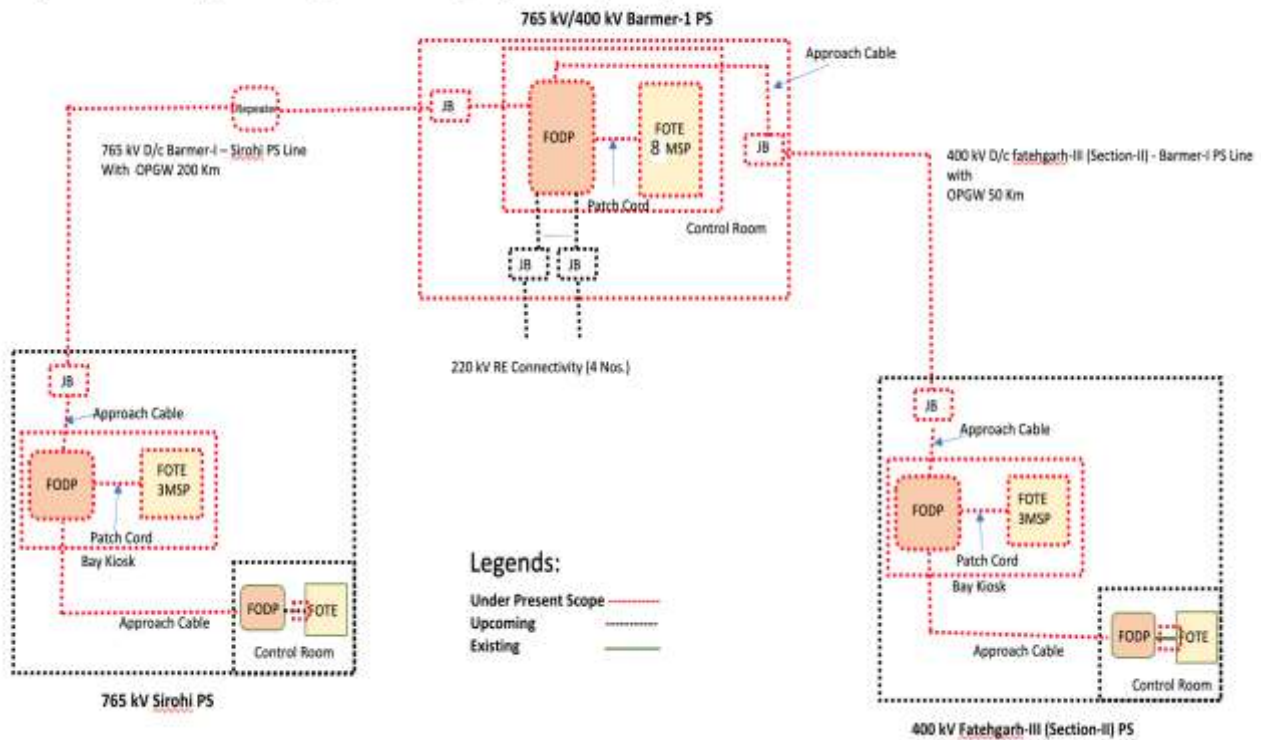 765 kV/400 kV Barmer-1 PS
Approach Cable
Repeater
JB
FODP
FOTE
8 MSP
JB
765 kV D/c Barmer-I – Sirohi PS Line
With OPGW 200 Km
400 kV D/c fatehgarh-III (Section-II) - Barmer-I PS Line
with
OPGW 50 Km
Patch Cord
Control Room
JB
JB
220 kV RE Connectivity (4 Nos.)
JB
Approach Cable
FODP
FOTE
3MSP
Patch Cord
Bay Kiosk
Approach Cable
FODP
FOTE
Control Room
765 kV Sirohi PS
Legends:
Under Present Scope
Upcoming
Existing
JB
Approach Cable
FODP
FOTE
3MSP
Patch Cord
Bay Kiosk
Approach Cable
FODP
FOTE
Control Room
400 kV Fatehgarh-III (Section-II) PS